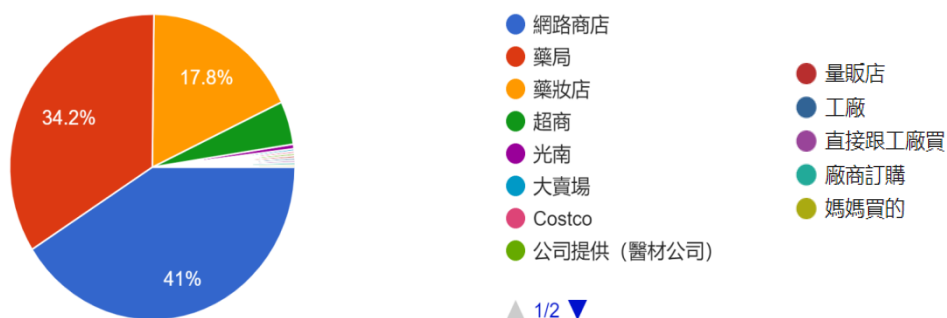 34.2%
17.8%
41%
網路商店
藥局
藥妝店
超商
光南
大賣場
Costco
公司提供（醫材公司）
1/2
量販店
工廠
直接跟工廠買
廠商訂購
媽媽買的